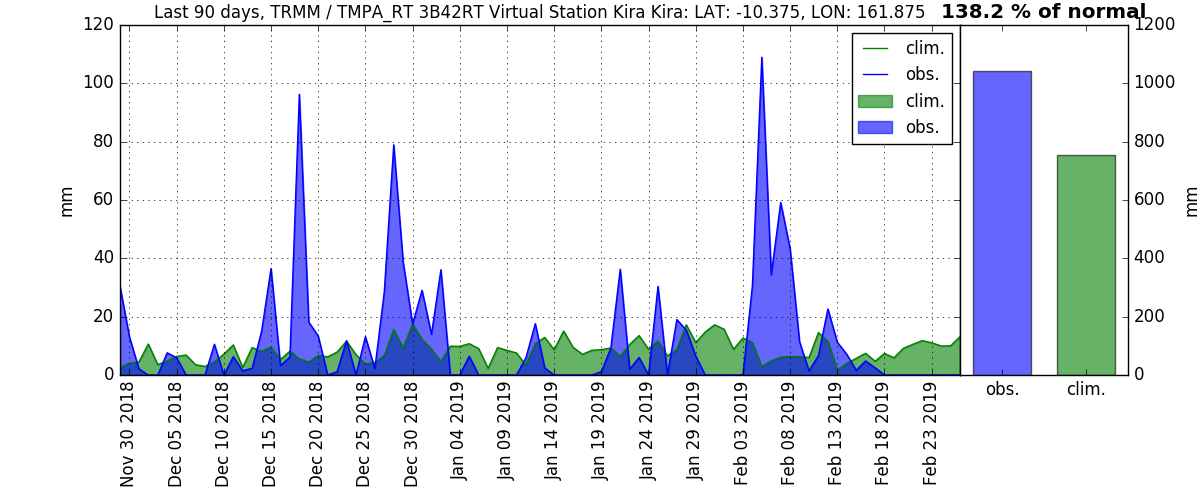 Last 90 days, TRMM / TMPA_RT 3B42RT Virtual Station Kira Kira: LAT: -10.375, LON: 161.875 138.2 % of normal
120
100
80
60
40
20
0
mm
clim.
obs.
clim.
obs.
1200
1000
800
600
400
200
0
mm
obs.
clim.
Nov 30 2018
Dec 05 2018
Dec 10 2018
Dec 15 2018
Dec 20 2018
Dec 25 2018
Dec 30 2018
Jan 04 2019
Jan 09 2019
Jan 14 2019
Jan 19 2019
Jan 24 2019
Jan 29 2019
Feb 03 2019
Feb 08 2019
Feb 13 2019
Feb 18 2019
Feb 23 2019